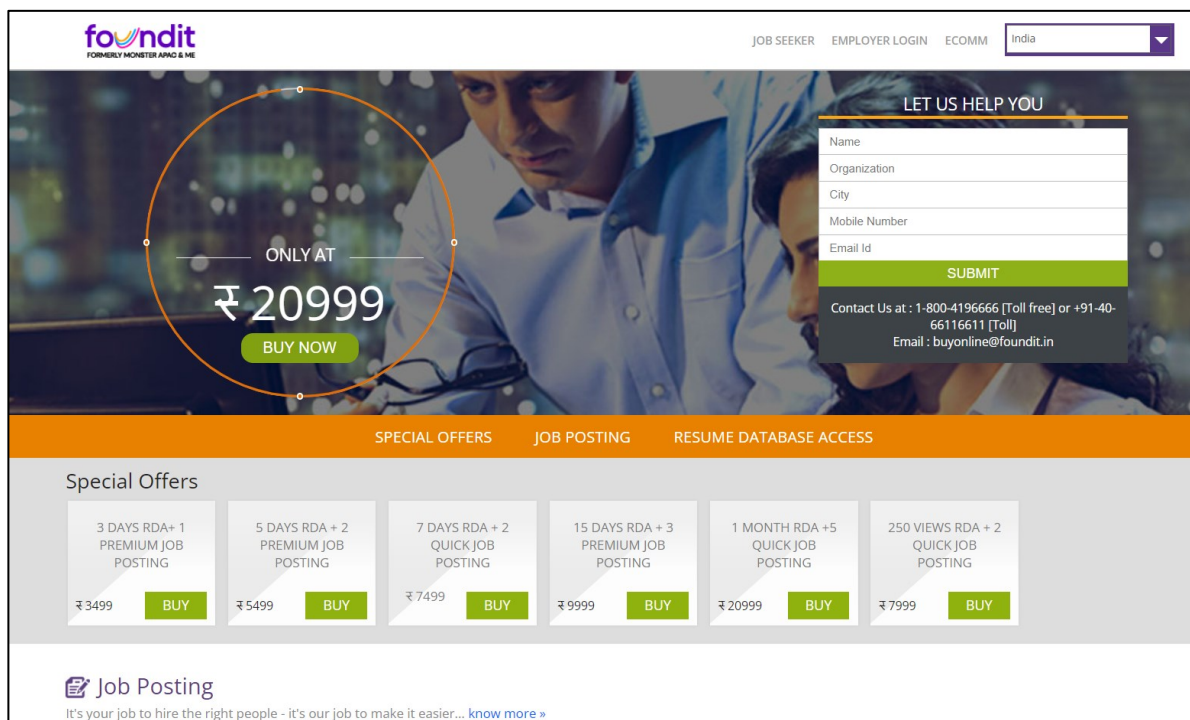 foundit
FORMERLY MONSTER APAC & ME
JOB SEEKER EMPLOYER LOGIN ECOMM India
ONLY AT
₹ 20999
BUY NOW
LET US HELP YOU
Name
Organization
City
Mobile Number
Email Id
SUBMIT
Contact Us at : 1-800-4196666 [Toll free] or +91-40-
66116611 [Toll]
Email : buyonline@foundit.in
SPECIAL OFFERS JOB POSTING RESUME DATABASE ACCESS
Special Offers
3 DAYS RDA+ 1
PREMIUM JOB
POSTING
₹ 3499 BUY
5 DAYS RDA + 2
PREMIUM JOB
POSTING
₹ 5499 BUY
7 DAYS RDA + 2
QUICK JOB
POSTING
₹ 7499 BUY
15 DAYS RDA + 3
PREMIUM JOB
POSTING
₹ 9999 BUY
1 MONTH RDA +5
QUICK JOB
POSTING
₹ 20999 BUY
250 VIEWS RDA + 2
QUICK JOB
POSTING
₹ 7999 BUY
Job Posting
It's your job to hire the right people - it's our job to make it easier... know more »